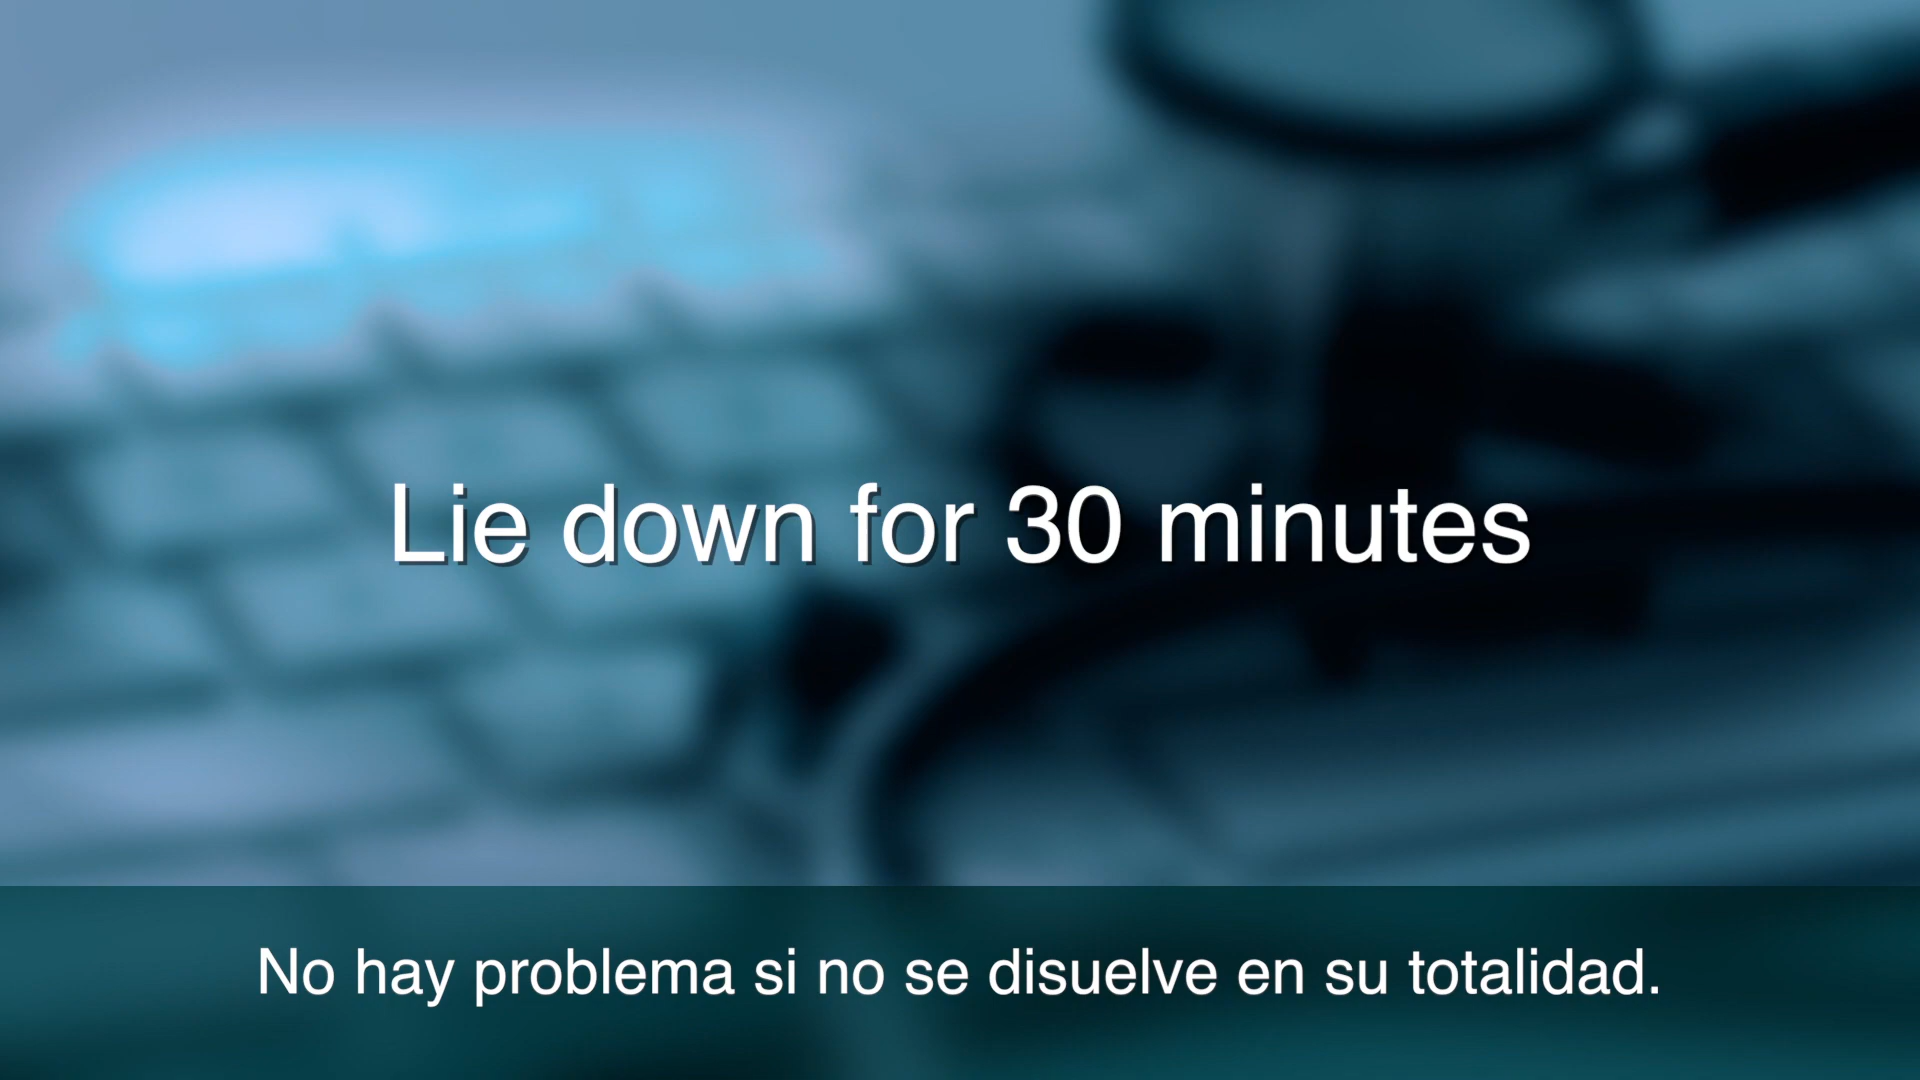 Lie down for 30 minutes
No hay problema si no se disuelve en su totalidad.